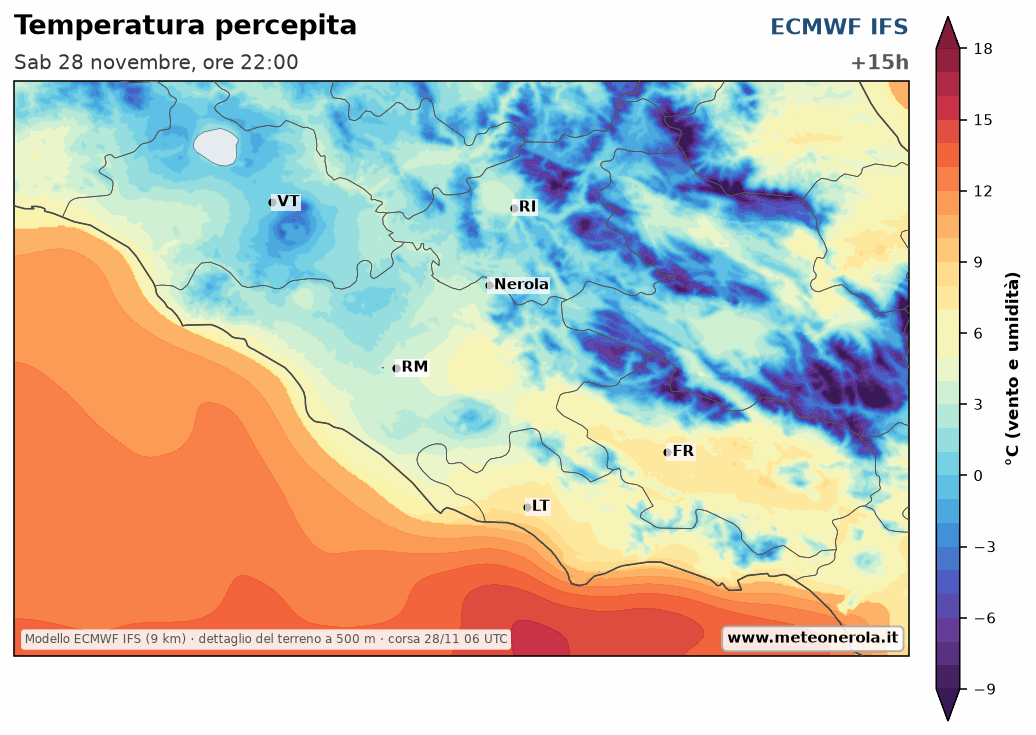 Temperatura percepita
ECMWF IFS
Sab 28 novembre, ore 22:00
+15h
VT
RI
Nerola
RM
FR
LT
Modello ECMWF IFS (9 km) · dettaglio del terreno a 500 m · corsa 28/11 06 UTC
www.meteonerola.it
18
15
12
9
6
3
0
−3
−6
−9
°C (vento e umidità)